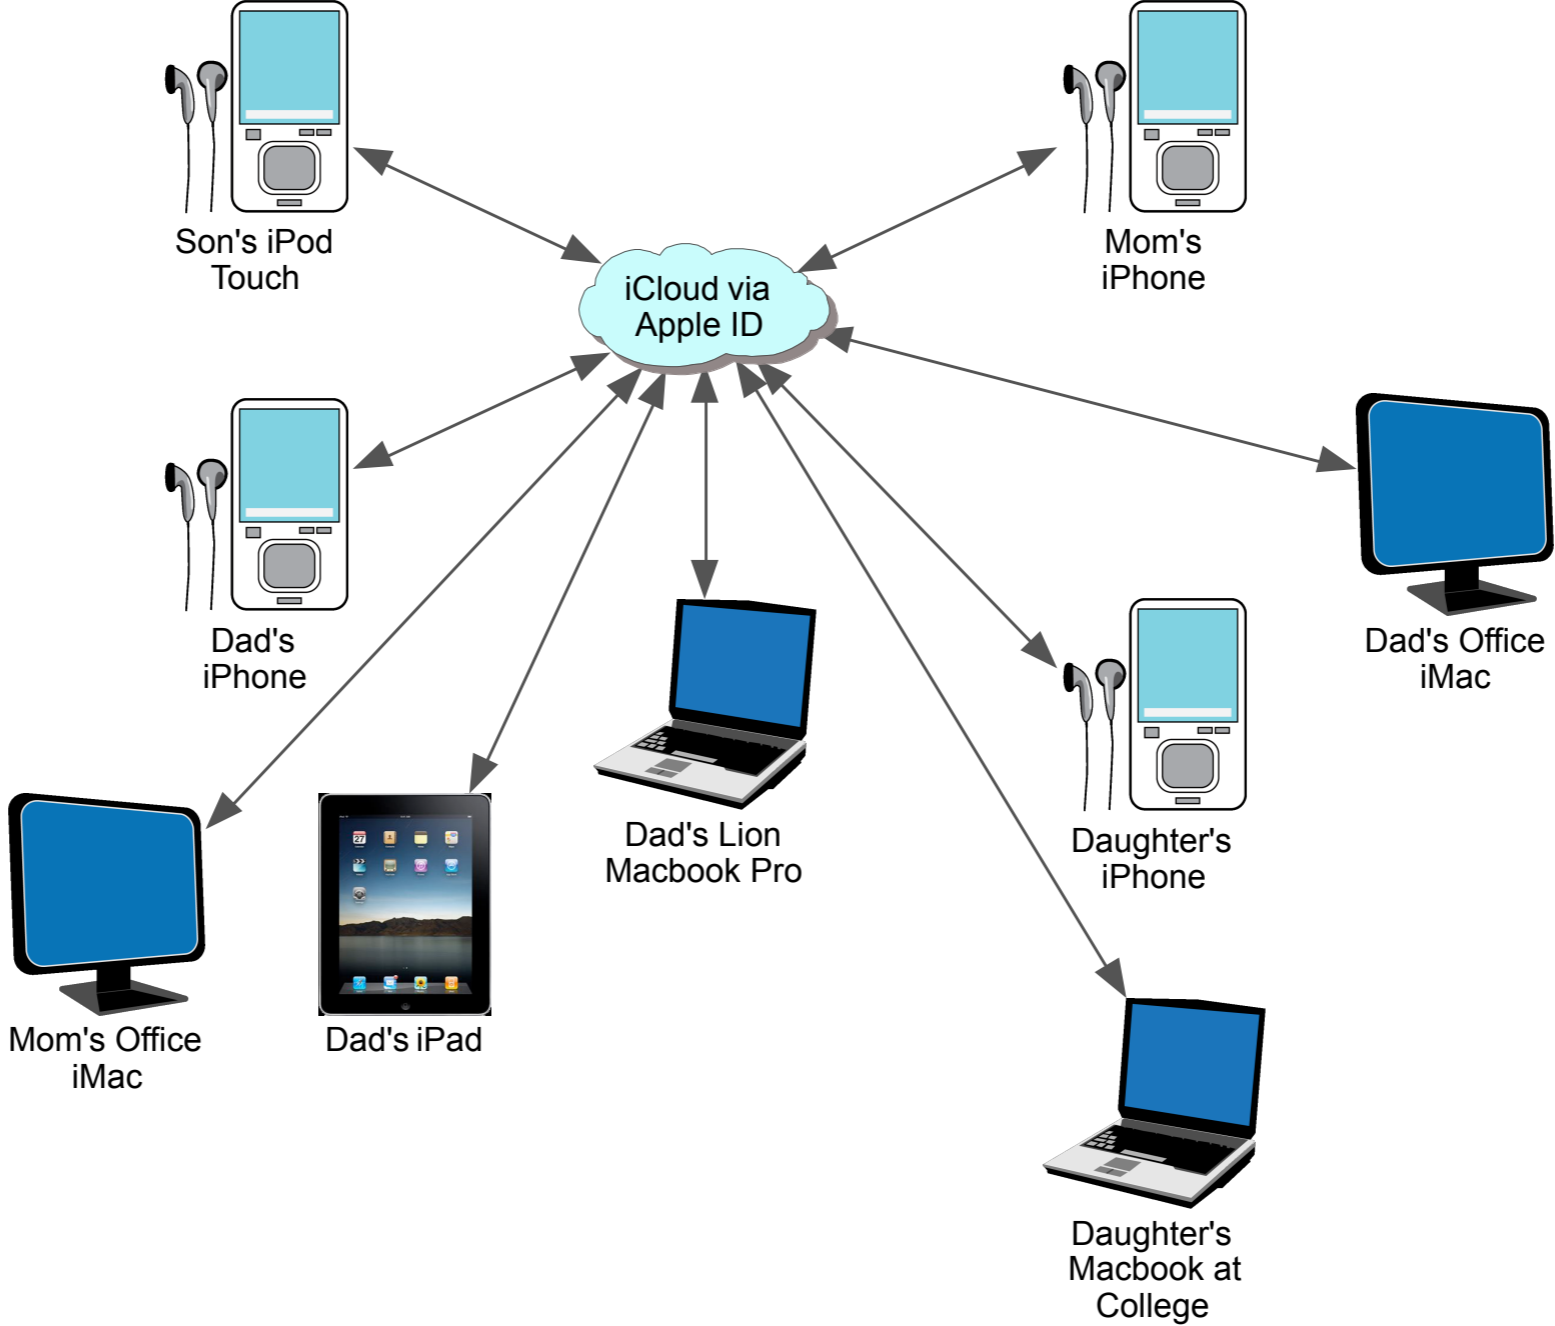 Son's iPod
Touch
Mom's
iPhone
iCloud via
Apple ID
Dad's
iPhone
Dad's Office
iMac
Dad's Lion
Macbook Pro
Daughter's
iPhone
Mom's Office
iMac
Dad's iPad
27
Daughter's
Macbook at
College